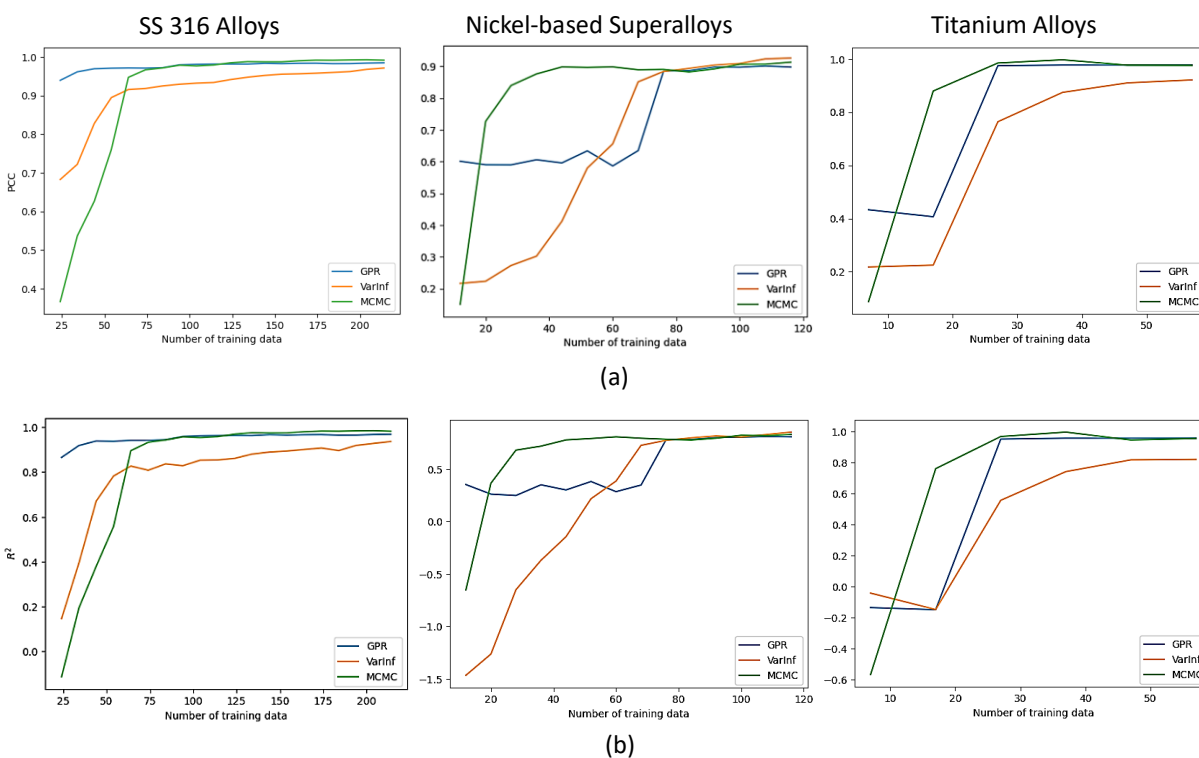 SS 316 Alloys
Nickel-based Superalloys
Titanium Alloys
PCC
1.0
0.9
0.8
0.7
0.6
0.5
0.4
25 50 75 100 125 150 175 200
Number of training data
GPR
VarInf
MCMC
0.9
0.8
0.7
0.6
0.5
0.4
0.3
0.2
20 40 60 80 100 120
Number of training data
GPR
VarInf
MCMC
1.0
0.8
0.6
0.4
0.2
10 20 30 40 50
Number of training data
GPR
VarInf
MCMC
(a)
R²
1.0
0.8
0.6
0.4
0.2
0.0
25 50 75 100 125 150 175 200
Number of training data
GPR
VarInf
MCMC
0.5
0.0
−0.5
−1.0
−1.5
20 40 60 80 100 120
Number of training data
GPR
VarInf
MCMC
1.0
0.8
0.6
0.4
0.2
0.0
−0.2
−0.4
−0.6
10 20 30 40 50
Number of training data
GPR
VarInf
MCMC
(b)